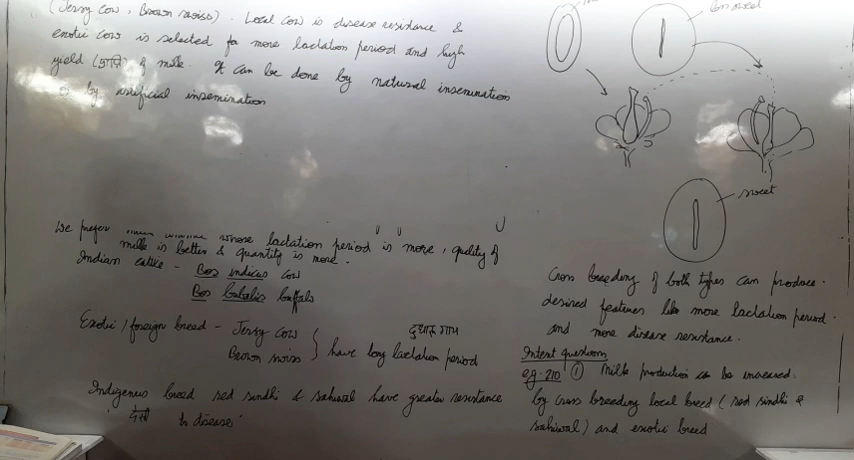 (Jersy Cow, Brown swiss). Local Cow is disease resistance &
exotic Cow is selected for more lactation period and high
yield of milk. It can be done by natural insemination
or by artificial insemination
sweet
We prefer whose lactation period is more, quality of
milk is better & quantity is more.
Indian cattle - Bos indicus cow
Bos bubalis buffalo
दुधारू गाय
Exotic/foreign breed - Jersy Cow
Brown swiss } have long lactation period
Indigenus breed red sindhi & sahiwal have greater resistance
देसी to disease
Cross breeding of both types can produce
desired features like more lactation period.
and more disease resistance.
Intext question
eg. 210 ① Milk production can be increased.
by cross breeding local breed (red sindhi &
sahiwal) and exotic breed